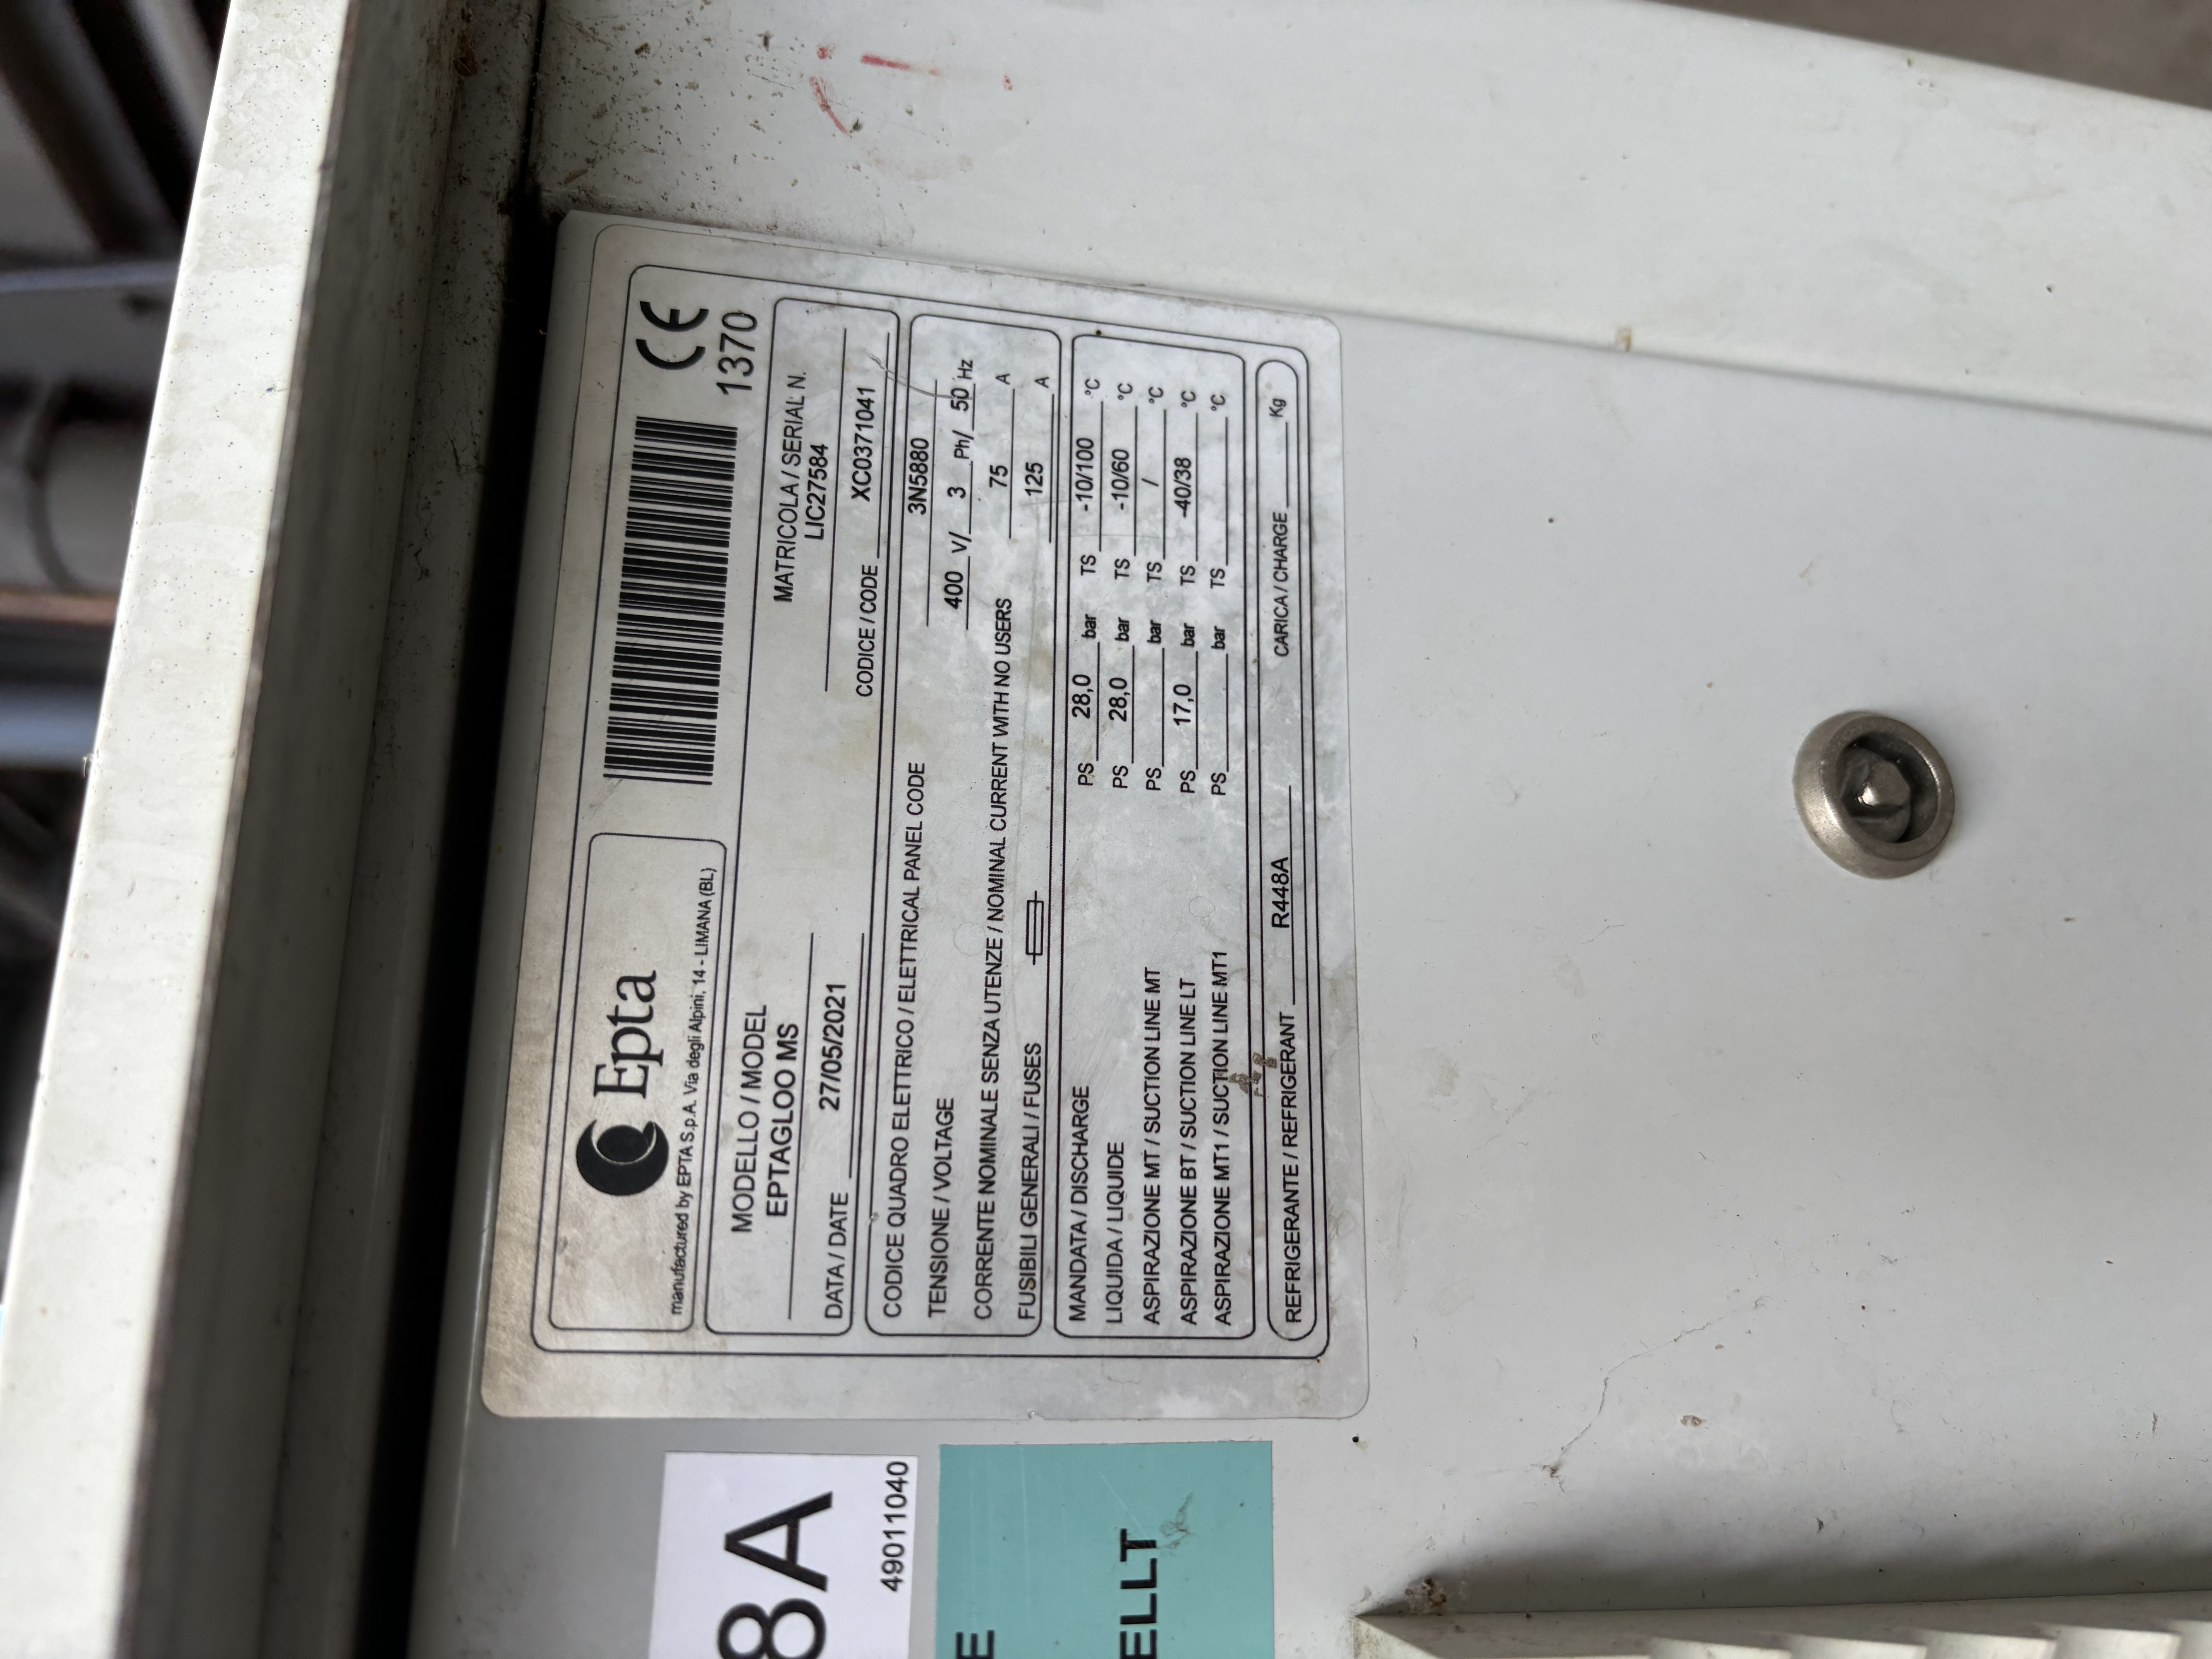 Epta
manufactured by EPTA S.p.A. Via degli Alpini, 14 - LIMANA (BL)
CE
1370
MODELLO / MODEL
EPTAGLOO MS
MATRICOLA / SERIAL N.
LIC27584
DATA / DATE 27/05/2021
CODICE / CODE XC0371041
CODICE QUADRO ELETTRICO / ELETTRICAL PANEL CODE 3N5880
TENSIONE / VOLTAGE 400 V/ 3 Ph/ 50 Hz
CORRENTE NOMINALE SENZA UTENZE / NOMINAL CURRENT WITH NO USERS 75 A
FUSIBILI GENERALI / FUSES 125 A
MANDATA / DISCHARGE PS 28,0 bar TS -10/100 °C
LIQUIDA / LIQUIDE PS 28,0 bar TS -10/60 °C
ASPIRAZIONE MT / SUCTION LINE MT PS bar TS / °C
ASPIRAZIONE BT / SUCTION LINE LT PS 17,0 bar TS -40/38 °C
ASPIRAZIONE MT1 / SUCTION LINE MT1 PS bar TS °C
REFRIGERANTE / REFRIGERANT R448A CARICA / CHARGE Kg
8A
49011040
E
ELLT